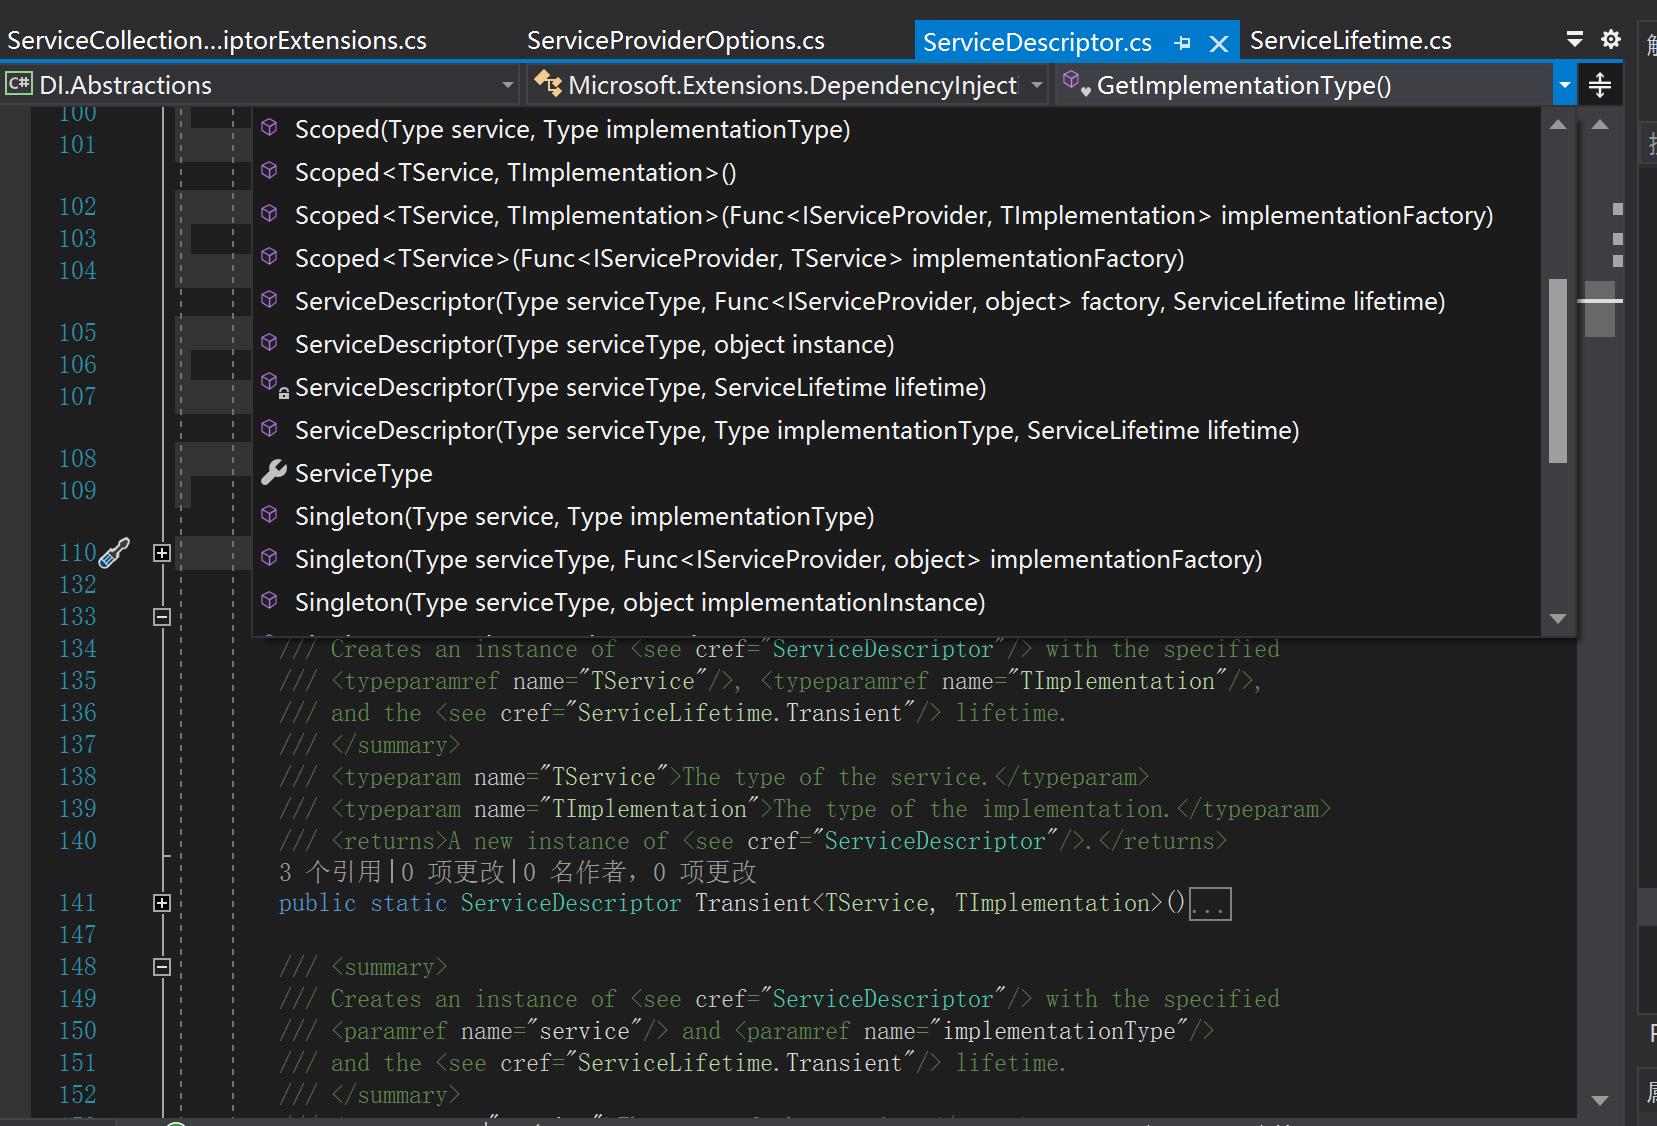 ServiceCollection...iptorExtensions.cs
ServiceProviderOptions.cs
ServiceDescriptor.cs
ServiceLifetime.cs
C# DI.Abstractions
Microsoft.Extensions.DependencyInjecti
GetImplementationType()
Scoped(Type service, Type implementationType)
Scoped<TService, TImplementation>()
Scoped<TService, TImplementation>(Func<IServiceProvider, TImplementation> implementationFactory)
Scoped<TService>(Func<IServiceProvider, TService> implementationFactory)
ServiceDescriptor(Type serviceType, Func<IServiceProvider, object> factory, ServiceLifetime lifetime)
ServiceDescriptor(Type serviceType, object instance)
ServiceDescriptor(Type serviceType, ServiceLifetime lifetime)
ServiceDescriptor(Type serviceType, Type implementationType, ServiceLifetime lifetime)
ServiceType
Singleton(Type service, Type implementationType)
Singleton(Type serviceType, Func<IServiceProvider, object> implementationFactory)
Singleton(Type serviceType, object implementationInstance)
100
101
102
103
104
105
106
107
108
109
110
132
133
134 /// Creates an instance of <see cref="ServiceDescriptor"/> with the specified
135 /// <typeparamref name="TService"/>, <typeparamref name="TImplementation"/>,
136 /// and the <see cref="ServiceLifetime.Transient"/> lifetime.
137 /// </summary>
138 /// <typeparam name="TService">The type of the service.</typeparam>
139 /// <typeparam name="TImplementation">The type of the implementation.</typeparam>
140 /// <returns>A new instance of <see cref="ServiceDescriptor"/>.</returns>
3 个引用|0 项更改|0 名作者，0 项更改
141 public static ServiceDescriptor Transient<TService, TImplementation>()...
147
148 /// <summary>
149 /// Creates an instance of <see cref="ServiceDescriptor"/> with the specified
150 /// <paramref name="service"/> and <paramref name="implementationType"/>
151 /// and the <see cref="ServiceLifetime.Transient"/> lifetime.
152 /// </summary>